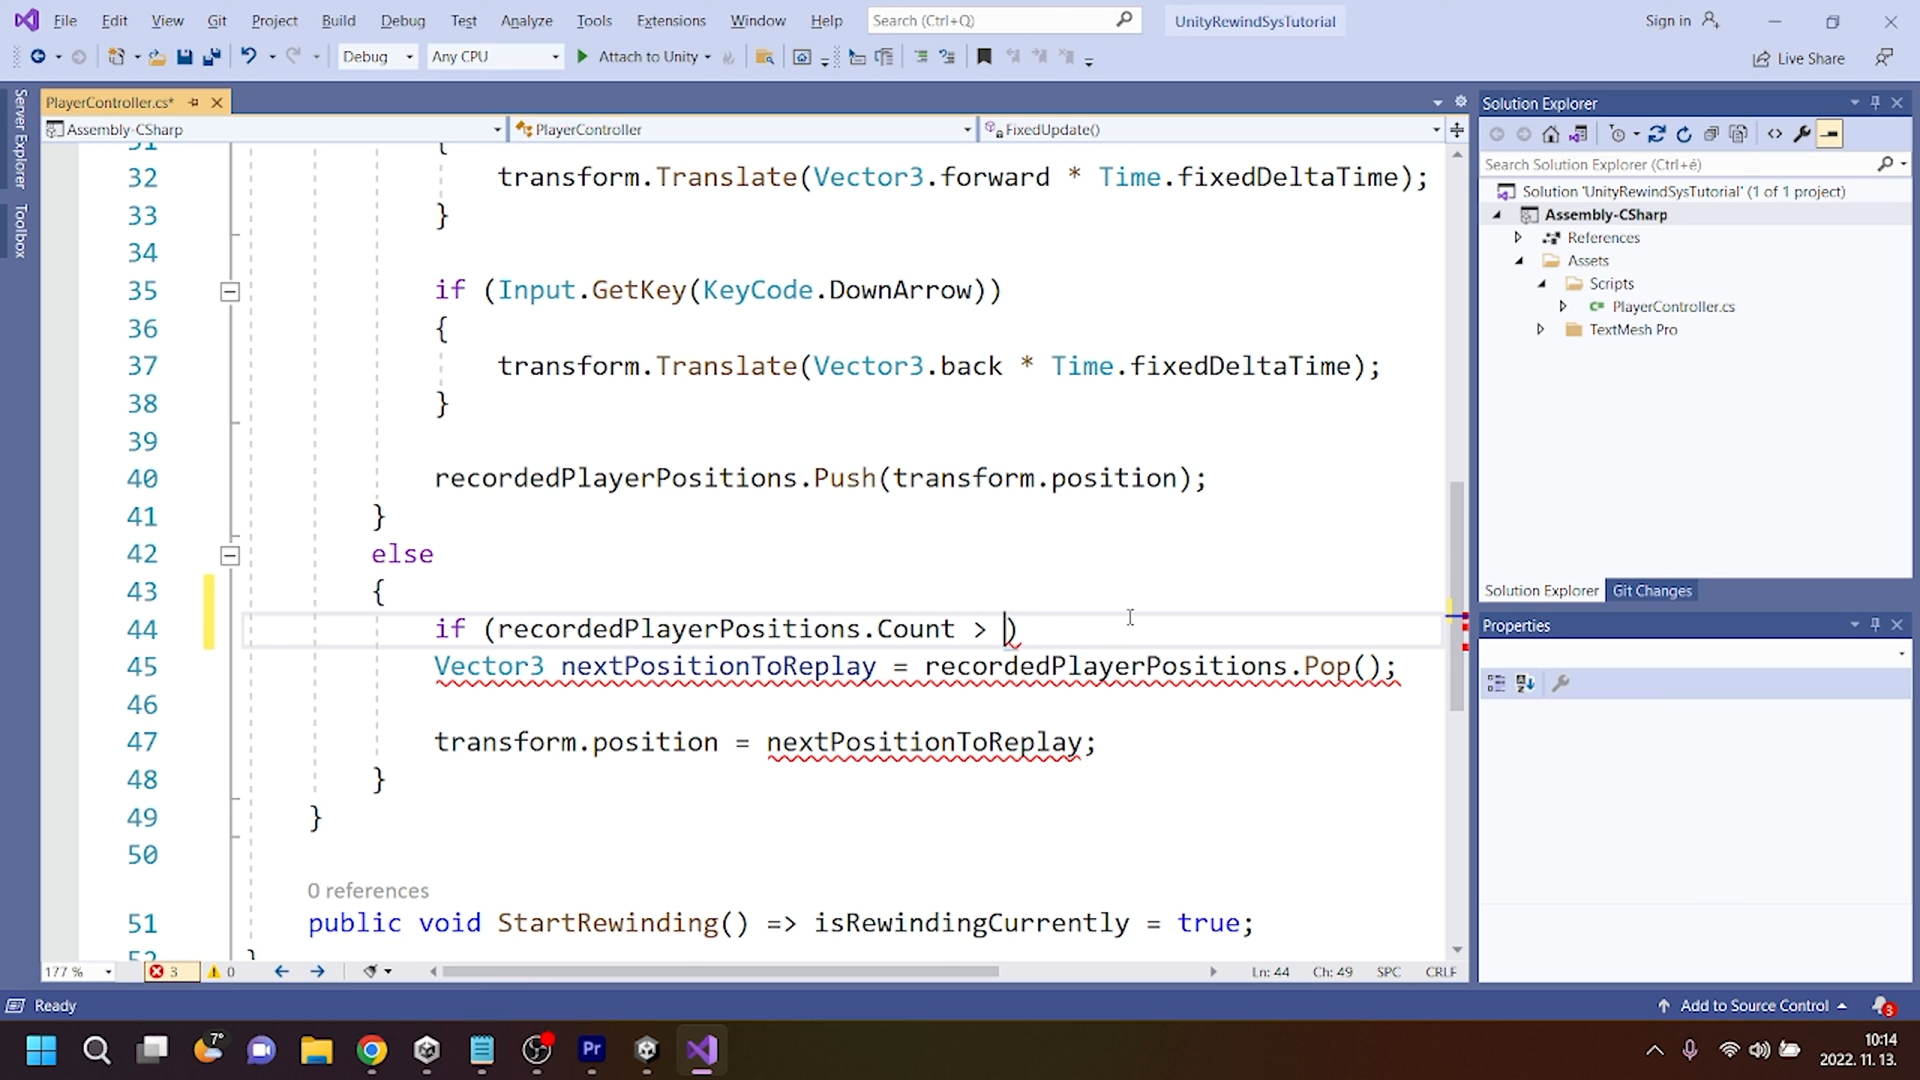 File Edit View Git Project Build Debug Test Analyze Tools Extensions Window Help Search (Ctrl+Q) UnityRewindSysTutorial Sign in
Debug Any CPU Attach to Unity Live Share
Server Explorer
Toolbox
PlayerController.cs*
Assembly-CSharp PlayerController FixedUpdate()
{
32 transform.Translate(Vector3.forward * Time.fixedDeltaTime);
33 }
34
35 if (Input.GetKey(KeyCode.DownArrow))
36 {
37 transform.Translate(Vector3.back * Time.fixedDeltaTime);
38 }
39
40 recordedPlayerPositions.Push(transform.position);
41 }
42 else
43 {
44 if (recordedPlayerPositions.Count > )
45 Vector3 nextPositionToReplay = recordedPlayerPositions.Pop();
46
47 transform.position = nextPositionToReplay;
48 }
49 }
50
0 references
51 public void StartRewinding() => isRewindingCurrently = true;
52 }
177 % 3 0 Ln: 44 Ch: 49 SPC CRLF
Solution Explorer
Search Solution Explorer (Ctrl+é)
Solution 'UnityRewindSysTutorial' (1 of 1 project)
Assembly-CSharp
References
Assets
Scripts
PlayerController.cs
TextMesh Pro
Solution Explorer Git Changes
Properties
Ready Add to Source Control 3
7° Pr 10:14
2022. 11. 13.